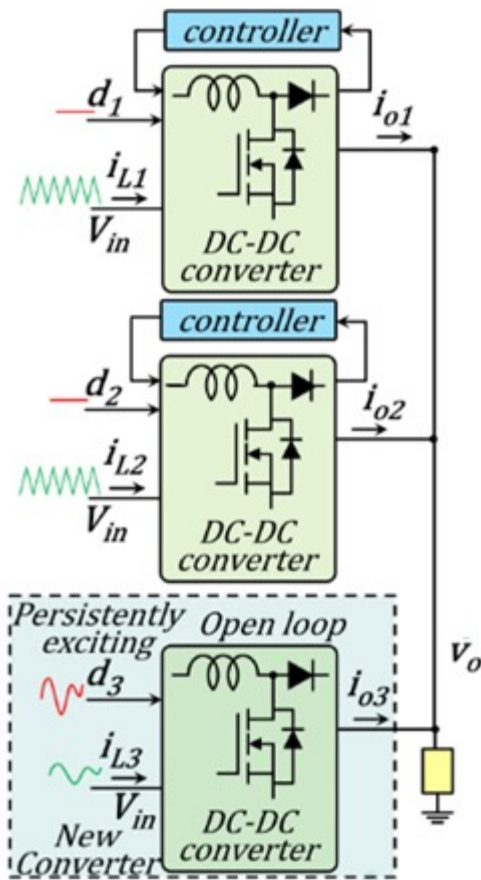 controller
d1
io1
iL1
Vin
DC-DC
converter
controller
d2
io2
iL2
Vin
DC-DC
converter
Persistently
exciting
Open loop
d3
vo
io3
iL3
Vin
New
Converter
DC-DC
converter